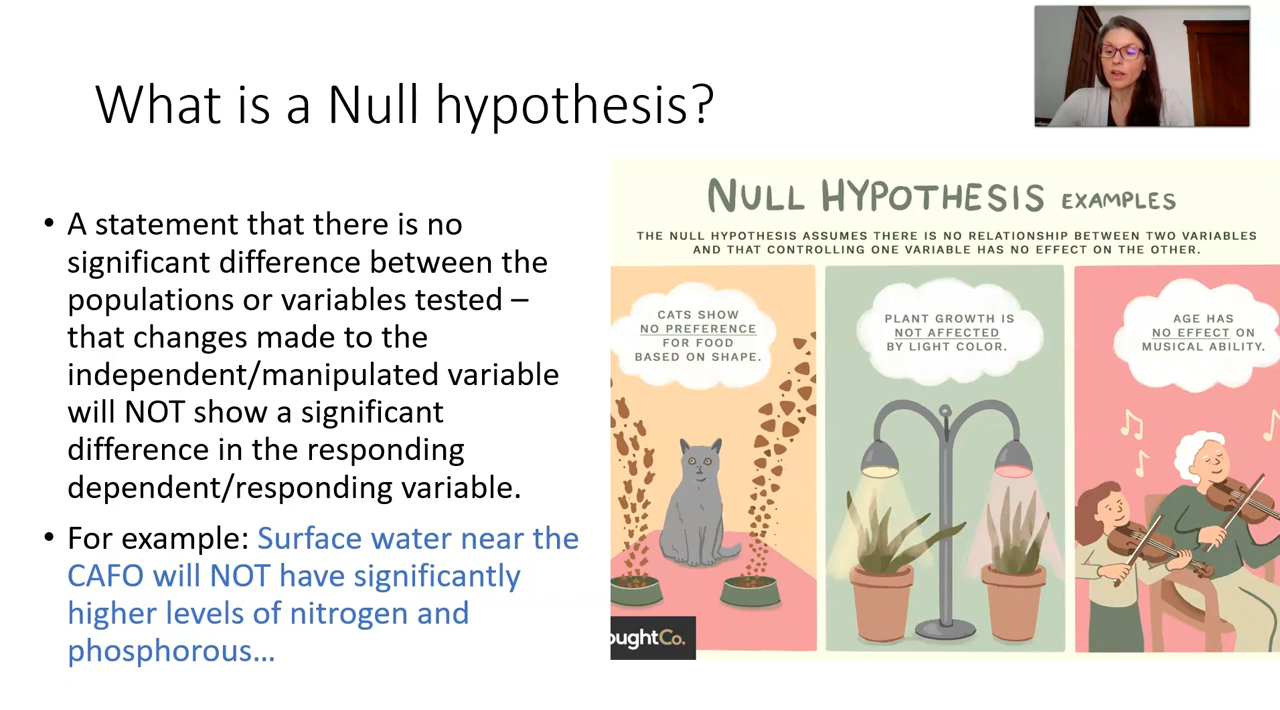 What is a Null hypothesis?
• A statement that there is no
significant difference between the
populations or variables tested –
that changes made to the
independent/manipulated variable
will NOT show a significant
difference in the responding
dependent/responding variable.
• For example: Surface water near the
CAFO will NOT have significantly
higher levels of nitrogen and
phosphorous...
NULL HYPOTHESIS EXAMPLES
THE NULL HYPOTHESIS ASSUMES THERE IS NO RELATIONSHIP BETWEEN TWO VARIABLES
AND THAT CONTROLLING ONE VARIABLE HAS NO EFFECT ON THE OTHER.
CATS SHOW
NO PREFERENCE
FOR FOOD
BASED ON SHAPE.
PLANT GROWTH IS
NOT AFFECTED
BY LIGHT COLOR.
AGE HAS
NO EFFECT ON
MUSICAL ABILITY.
oughtCo.